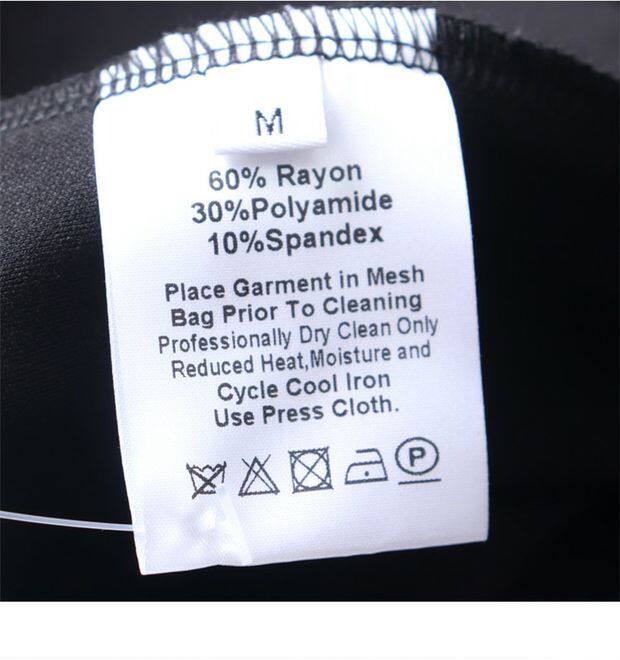 M
60% Rayon
30%Polyamide
10%Spandex
Place Garment in Mesh
Bag Prior To Cleaning
Professionally Dry Clean Only
Reduced Heat,Moisture and
Cycle Cool Iron
Use Press Cloth.
P